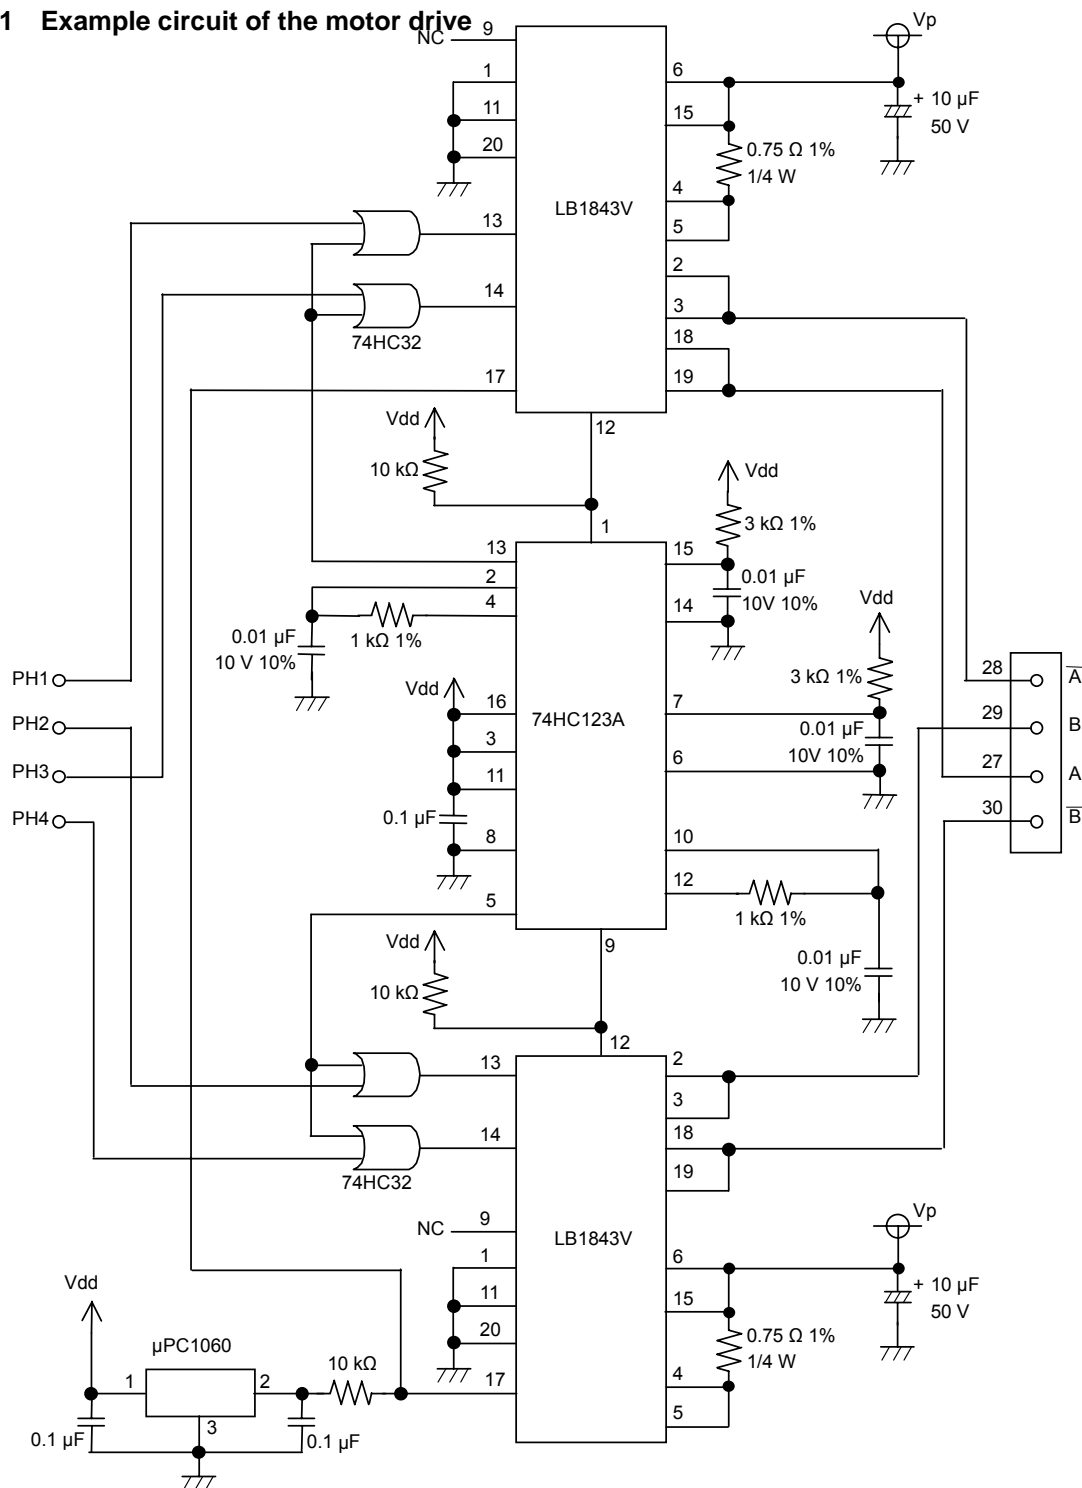 1 Example circuit of the motor drive
NC 9
1
11
20
13
14
74HC32
17
LB1843V
6
15
4
5
2
3
18
19
12
Vp
+ 10 µF
50 V
0.75 Ω 1%
1/4 W
Vdd
10 kΩ
1
13
2
4
0.01 µF
10 V 10%
1 kΩ 1%
Vdd
16
3
11
0.1 µF
8
5
74HC123A
15
14
7
6
10
12
9
Vdd
3 kΩ 1%
0.01 µF
10V 10%
Vdd
3 kΩ 1%
0.01 µF
10V 10%
1 kΩ 1%
0.01 µF
10 V 10%
PH1
PH2
PH3
PH4
28 A̅
29 B
27 A
30 B̅
Vdd
10 kΩ
12
13
14
74HC32
NC 9
1
11
20
17
LB1843V
2
3
18
19
6
15
4
5
Vp
+ 10 µF
50 V
0.75 Ω 1%
1/4 W
Vdd
µPC1060
1
2
3
10 kΩ
0.1 µF
0.1 µF